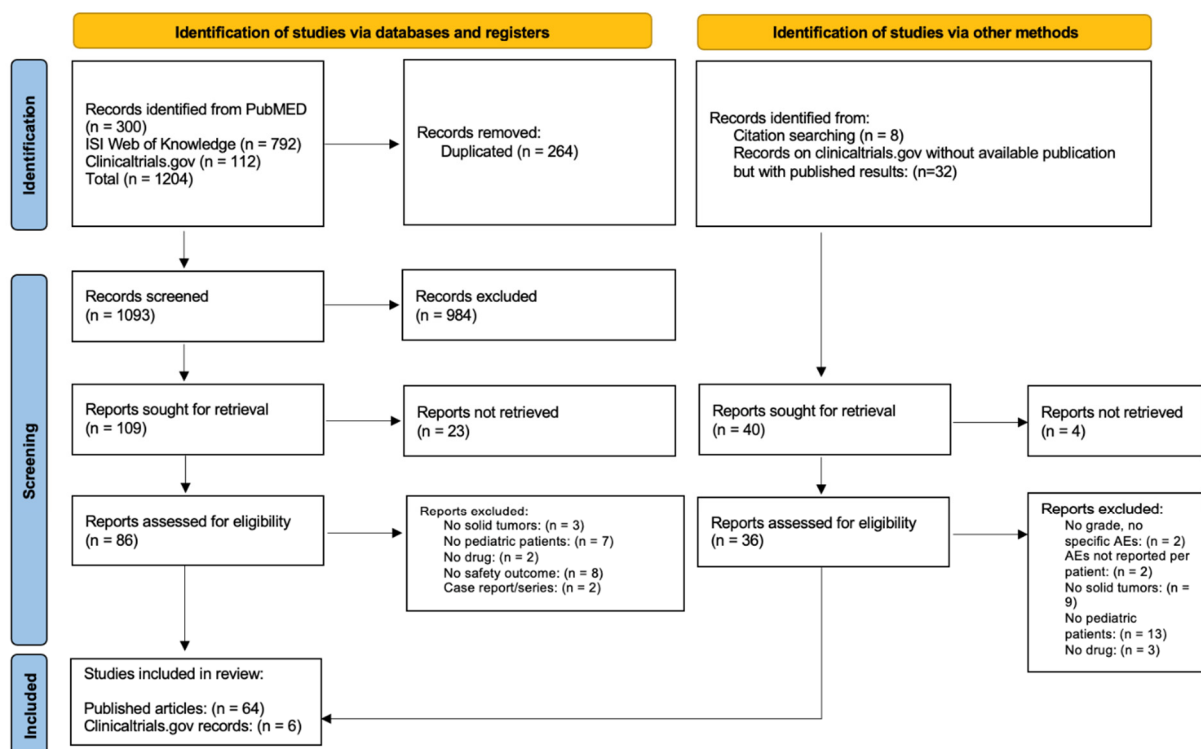 Identification of studies via databases and registers
Identification of studies via other methods
Identification
Records identified from PubMED
(n = 300)
ISI Web of Knowledge (n = 792)
Clinicaltrials.gov (n = 112)
Total (n = 1204)
Records removed:
Duplicated (n = 264)
Records identified from:
Citation searching (n = 8)
Records on clinicaltrials.gov without available publication
but with published results: (n=32)
Screening
Records screened
(n = 1093)
Records excluded
(n = 984)
Reports sought for retrieval
(n = 109)
Reports not retrieved
(n = 23)
Reports sought for retrieval
(n = 40)
Reports not retrieved
(n = 4)
Reports assessed for eligibility
(n = 86)
Reports excluded:
No solid tumors: (n = 3)
No pediatric patients: (n = 7)
No drug: (n = 2)
No safety outcome: (n = 8)
Case report/series: (n = 2)
Reports assessed for eligibility
(n = 36)
Reports excluded:
No grade, no
specific AEs: (n = 2)
AEs not reported per
patient: (n = 2)
No solid tumors: (n =
9)
No pediatric
patients: (n = 13)
No drug: (n = 3)
Included
Studies included in review:
Published articles: (n = 64)
Clinicaltrials.gov records: (n = 6)